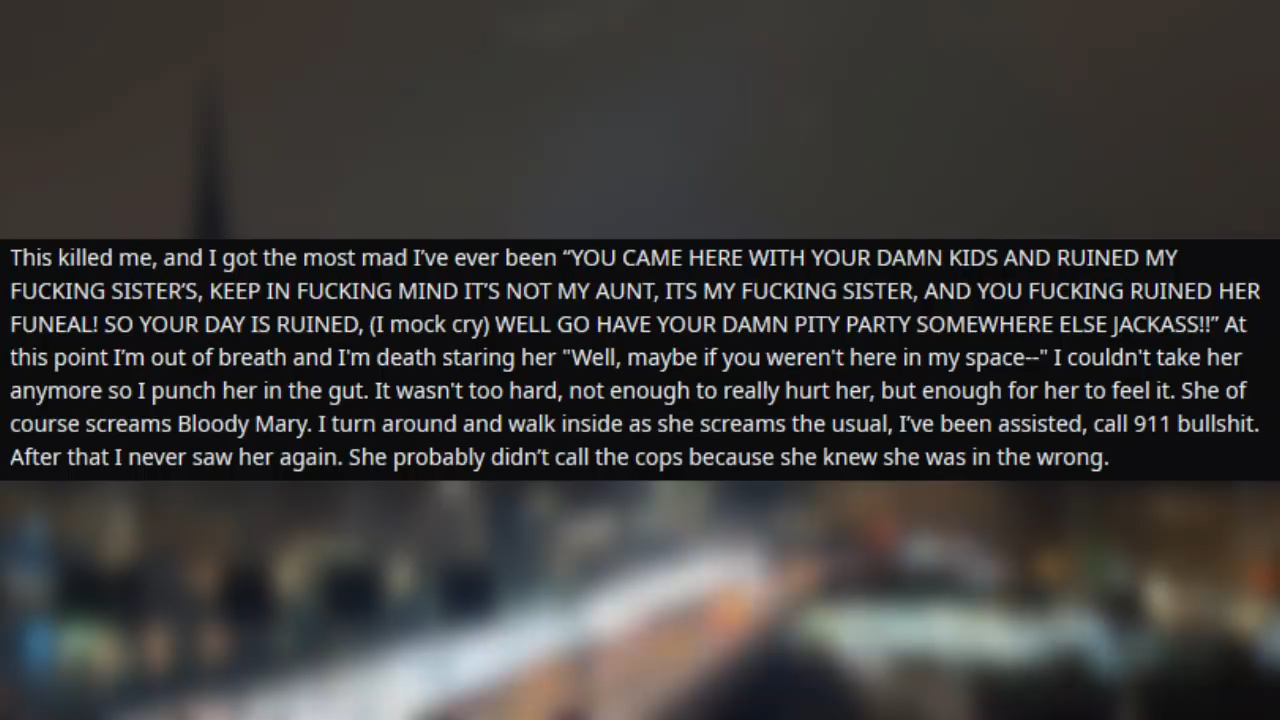 This killed me, and I got the most mad I’ve ever been “YOU CAME HERE WITH YOUR DAMN KIDS AND RUINED MY
FUCKING SISTER’S, KEEP IN FUCKING MIND IT’S NOT MY AUNT, ITS MY FUCKING SISTER, AND YOU FUCKING RUINED HER
FUNEAL! SO YOUR DAY IS RUINED, (I mock cry) WELL GO HAVE YOUR DAMN PITY PARTY SOMEWHERE ELSE JACKASS!!” At
this point I’m out of breath and I'm death staring her "Well, maybe if you weren't here in my space--" I couldn't take her
anymore so I punch her in the gut. It wasn't too hard, not enough to really hurt her, but enough for her to feel it. She of
course screams Bloody Mary. I turn around and walk inside as she screams the usual, I’ve been assisted, call 911 bullshit.
After that I never saw her again. She probably didn’t call the cops because she knew she was in the wrong.